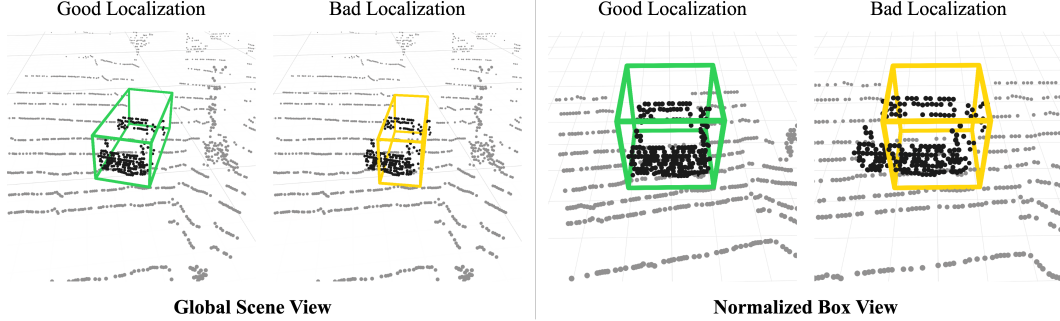 Good Localization
Bad Localization
Good Localization
Bad Localization
Global Scene View
Normalized Box View